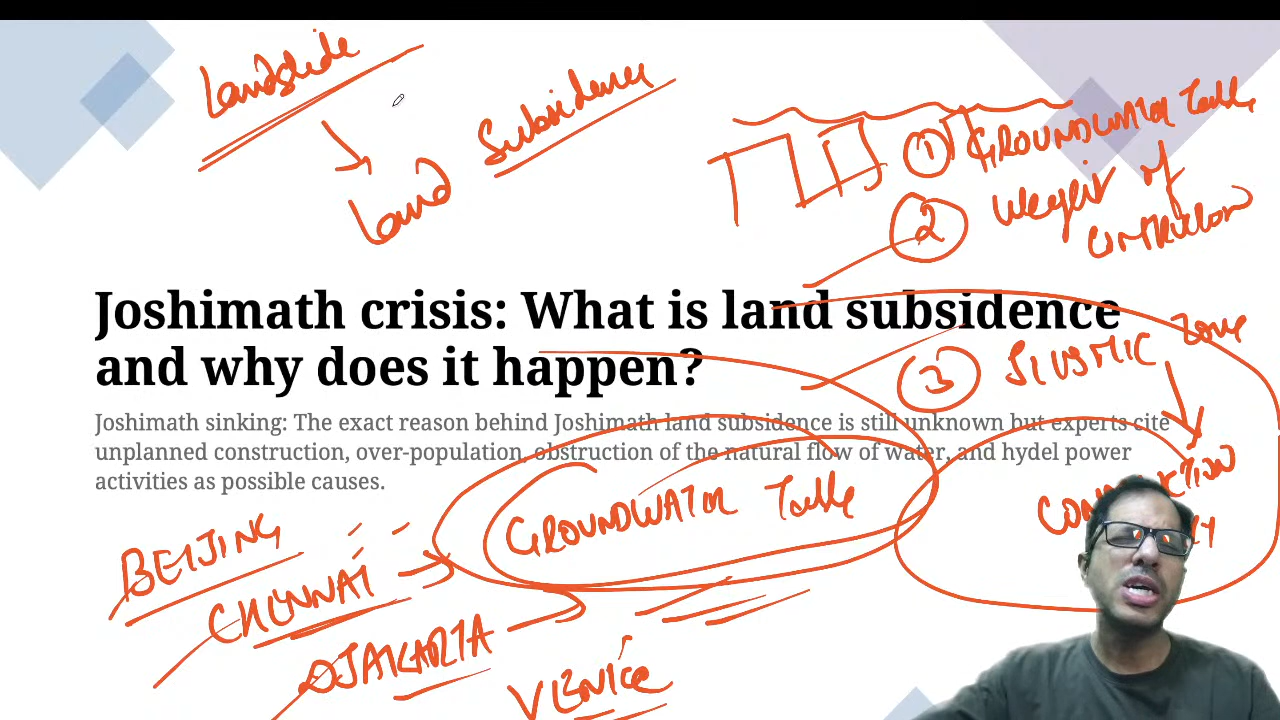 Landslide
Land Subsidence
① GROUNDWATER Table
② Weight of
Construction
Joshimath crisis: What is land subsidence
and why does it happen?
③ SEISMIC Zone
Joshimath sinking: The exact reason behind Joshimath land subsidence is still unknown but experts cite
unplanned construction, over-population, obstruction of the natural flow of water, and hydel power
activities as possible causes.
GROUNDWATER Table
BEIJING
CHENNAI
DJAKARTA
VENICE